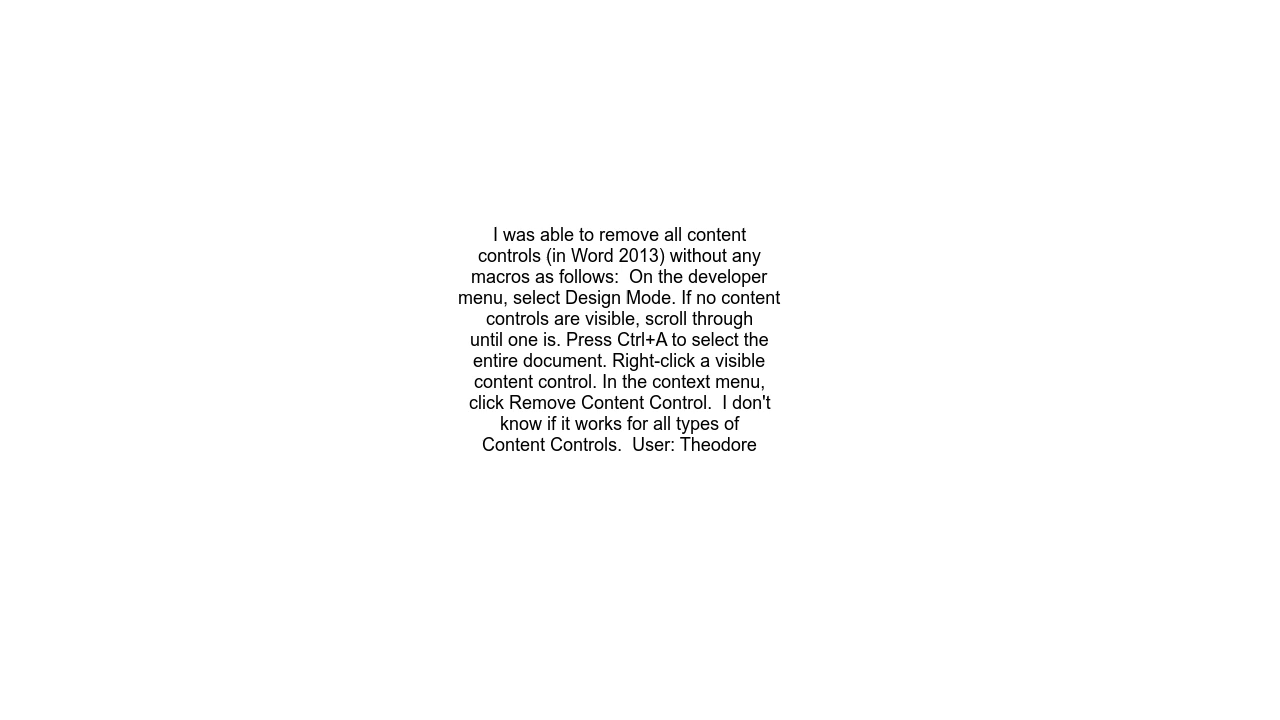 I was able to remove all content
controls (in Word 2013) without any
macros as follows:  On the developer
menu, select Design Mode. If no content
controls are visible, scroll through
until one is. Press Ctrl+A to select the
entire document. Right-click a visible
content control. In the context menu,
click Remove Content Control.  I don't
know if it works for all types of
Content Controls.  User: Theodore